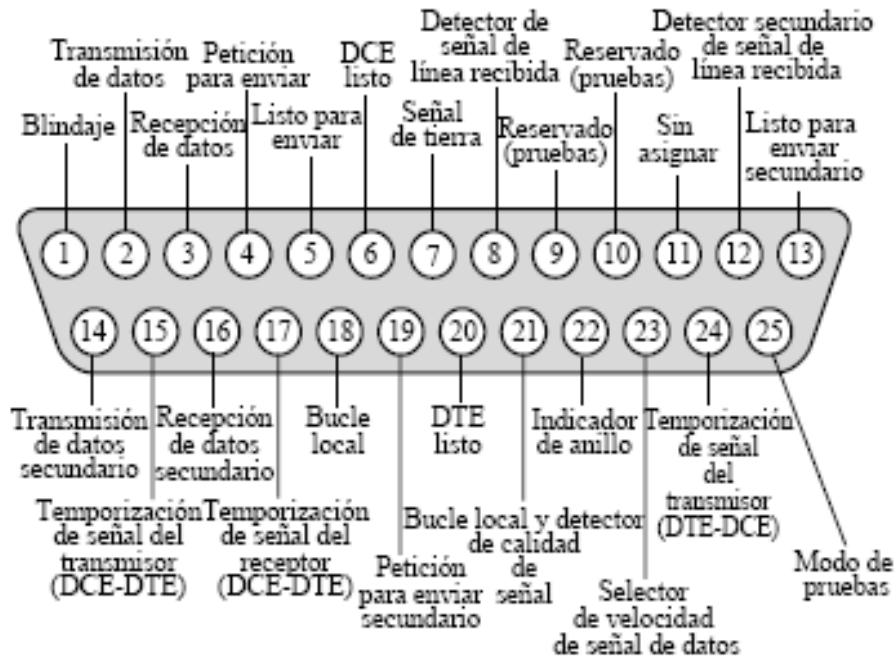 Blindaje
Transmisión
de datos
Recepción
de datos
Petición
para enviar
Listo para
enviar
DCE
listo
Señal
de tierra
Detector de
señal de
línea recibida
Reservado
(pruebas)
Reservado
(pruebas)
Sin
asignar
Detector secundario
de señal de
línea recibida
Listo para
enviar
secundario
1 2 3 4 5 6 7 8 9 10 11 12 13
14 15 16 17 18 19 20 21 22 23 24 25
Transmisión
de datos
secundario
Temporización
de señal del
transmisor
(DCE-DTE)
Recepción
de datos
secundario
Temporización
de señal del
receptor
(DCE-DTE)
Bucle
local
Petición
para enviar
secundario
DTE
listo
Bucle local y detector
de calidad
de
señal
Indicador
de anillo
Selector
de velocidad
de señal de datos
Temporización
de señal
del
transmisor
(DTE-DCE)
Modo de
pruebas